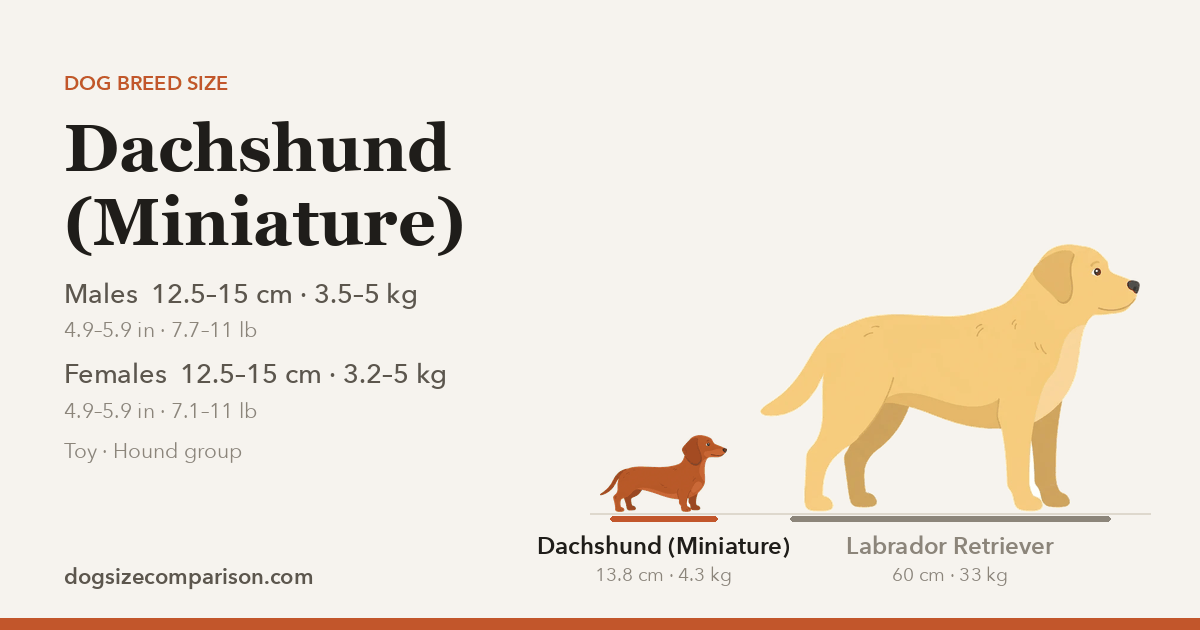 DOG BREED SIZE
Dachshund
(Miniature)
Males 12.5–15 cm · 3.5–5 kg
4.9–5.9 in · 7.7–11 lb
Females 12.5–15 cm · 3.2–5 kg
4.9–5.9 in · 7.1–11 lb
Toy · Hound group
Dachshund (Miniature)
13.8 cm · 4.3 kg
Labrador Retriever
60 cm · 33 kg
dogsizecomparison.com